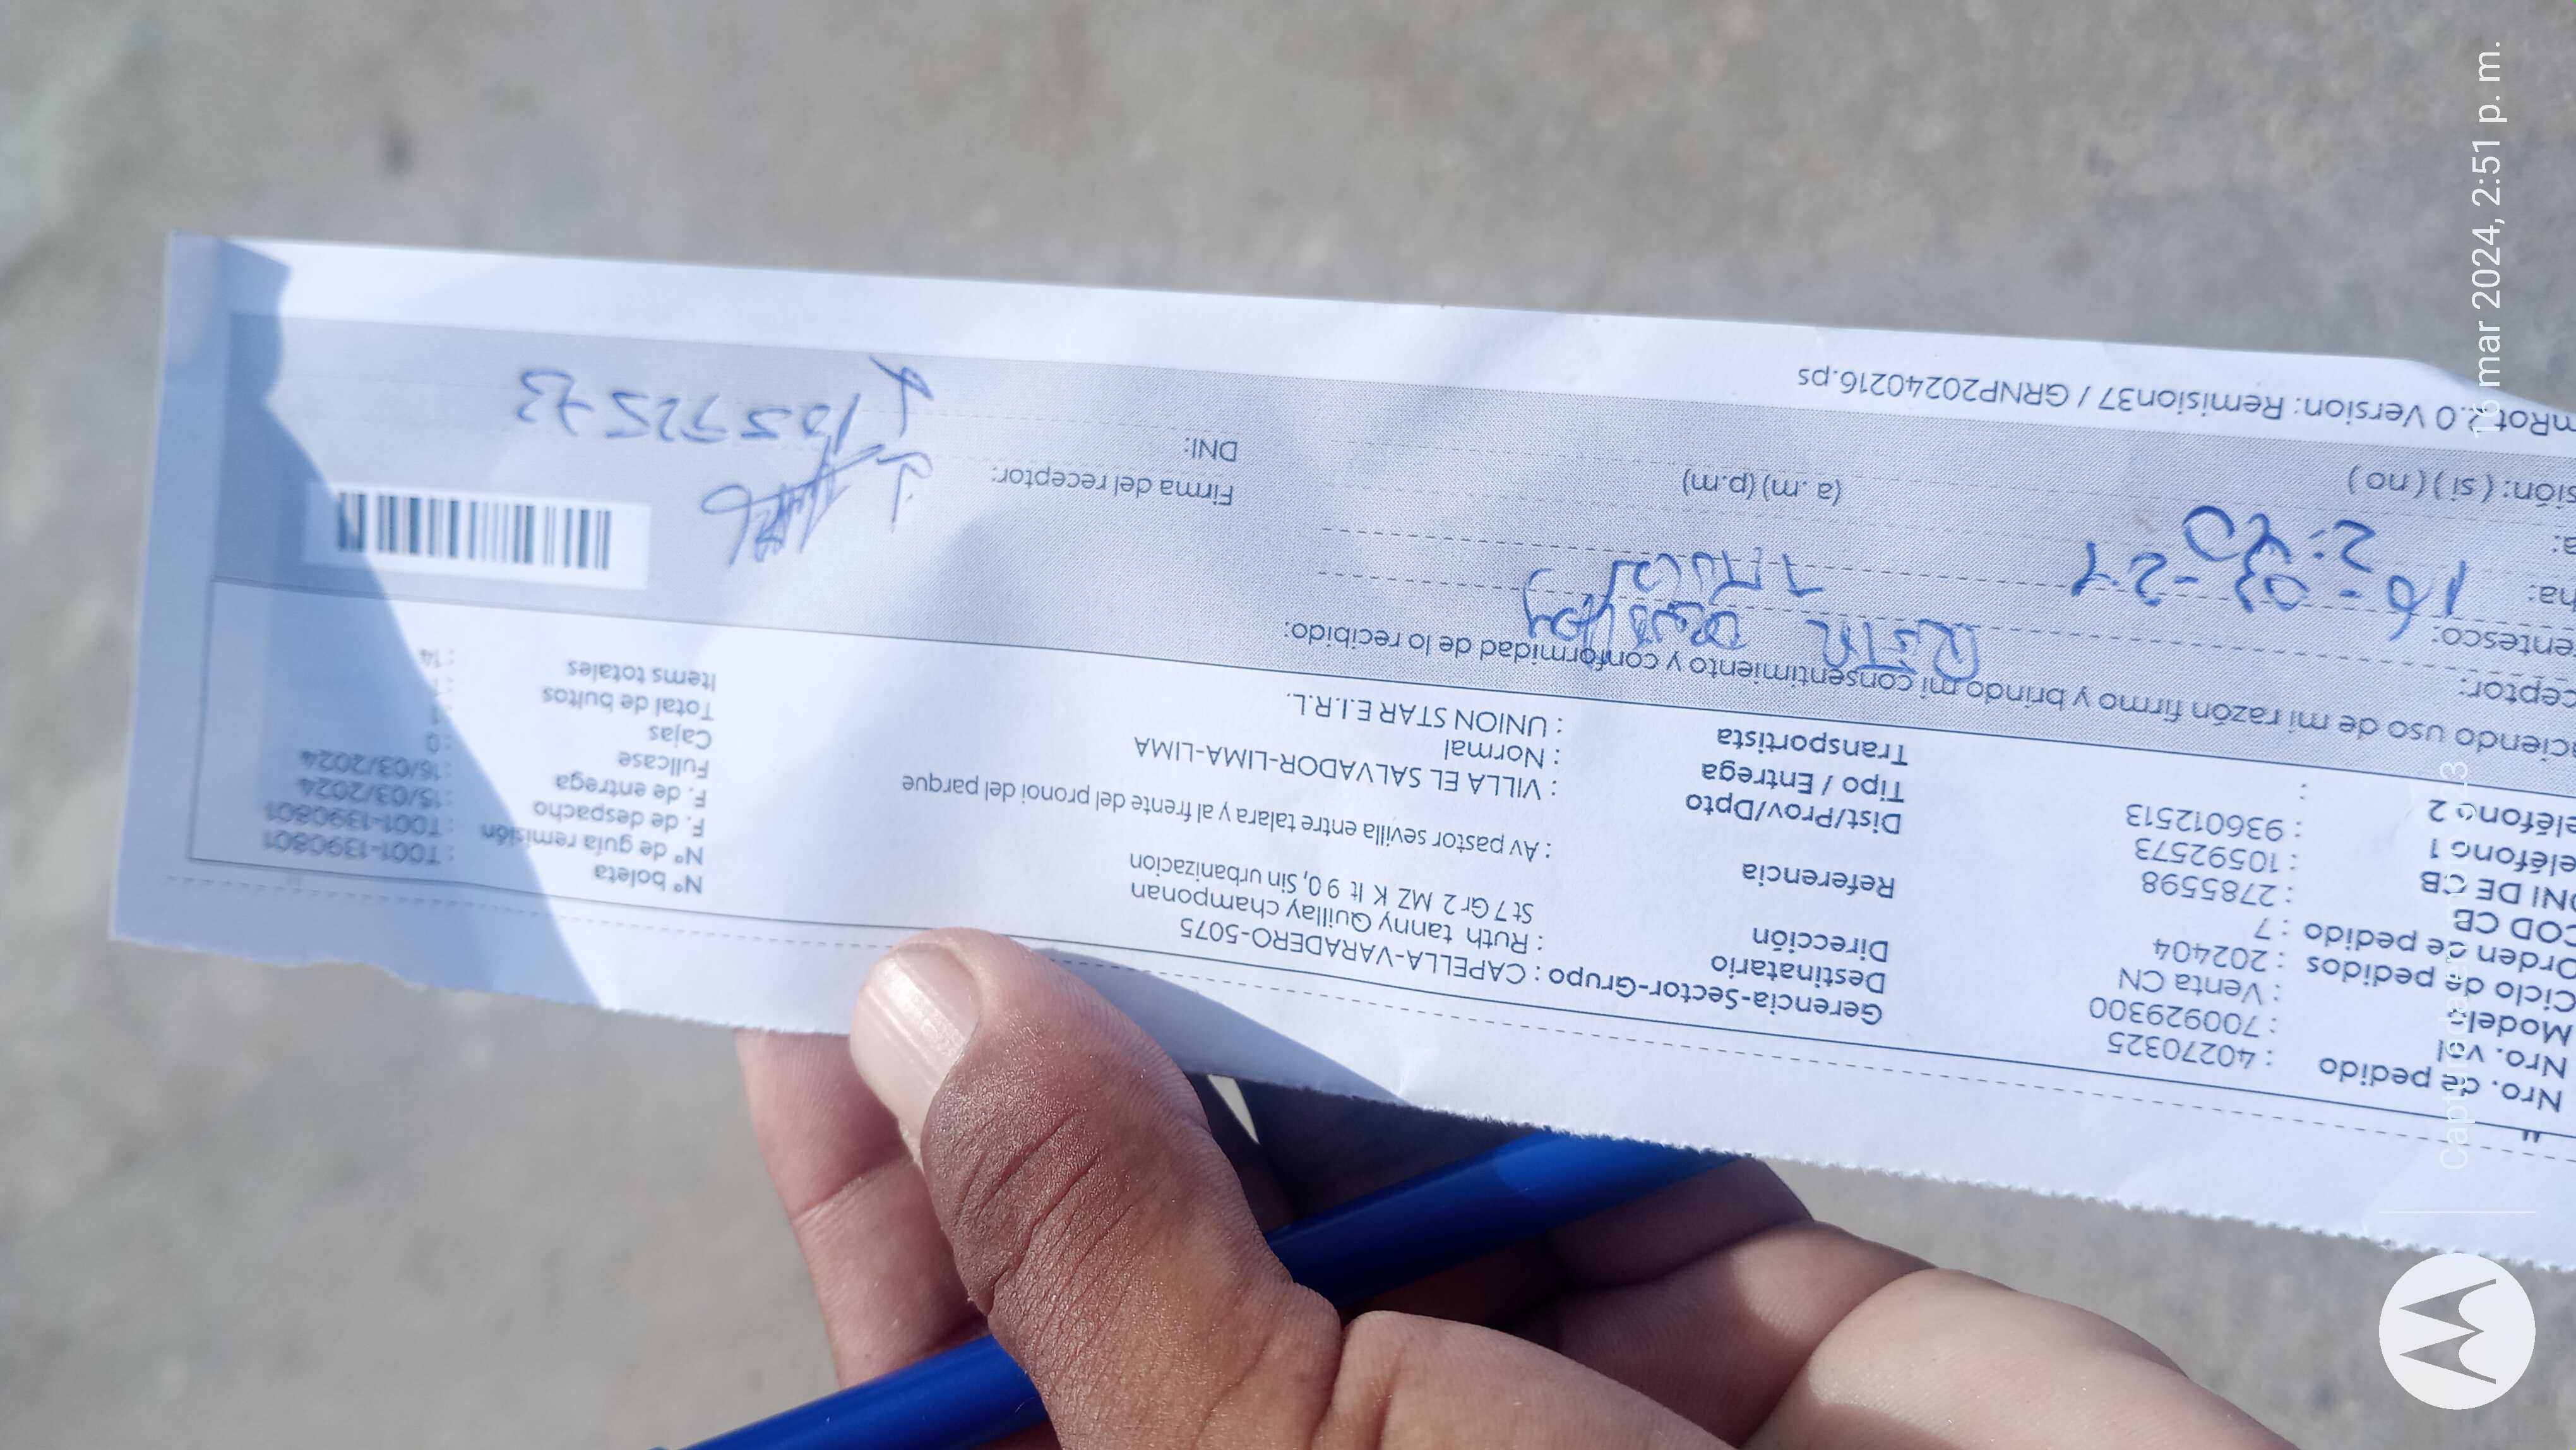 Nro. de pedido : 40270325
Nro. vol : 700929300
Modelo : Venta CN
Ciclo de pedidos : 202404
Orden de pedido : 7
COD CB : 2785598
DNI DE CB : 10592573
eléfono 1 : 936012513
eléfono 2 :
Gerencia-Sector-Grupo : CAPELLA-VARADERO-5075
Destinatario : Ruth tanny Quillay champonan
Dirección St 7 Gr 2 MZ K lt 9 0, Sin urbanizacion
Referencia : Av pastor sevilla entre talara y al frente del pronoi del parque
Dist/Prov/Dpto : VILLA EL SALVADOR-LIMA-LIMA
Tipo / Entrega : Normal
Transportista : UNION STAR E.I.R.L.
Nº boleta : T001-1390801
Nº de guía remisión : T001-1390801
F. de despacho : 15/03/2024
F. de entrega : 16/03/2024
Fullcase : 0
Cajas : 1
Total de bultos : 1
Items totales : 14
ciendo uso de mi razón firmo y brindo mi consentimiento y conformidad de lo recibido:
ceptor:
entesco:
na: 16-03-24
a: 2:40 (a. m) (p.m)
sión: ( si ) ( no )
Firma del receptor:
DNI:
mRot 2.0 Version: Remision37 / GRNP20240216.ps
16 mar 2024, 2:51 p. m.